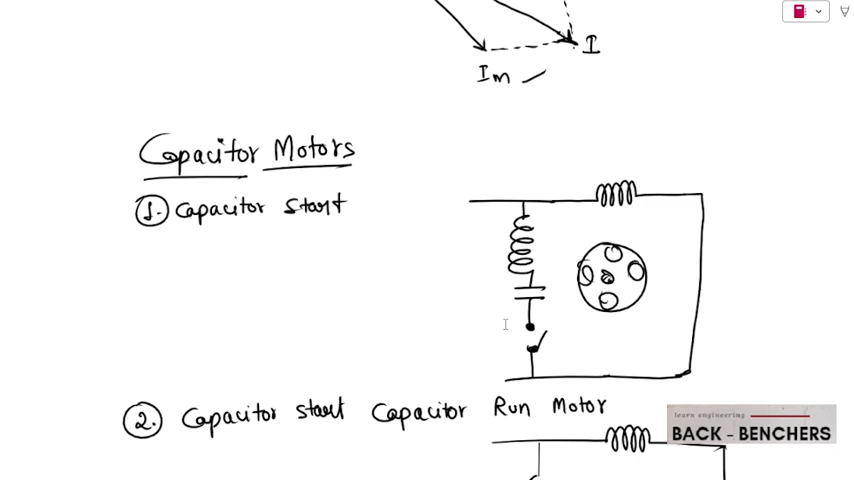 I
Im
Capacitor Motors
1. Capacitor start
2. Capacitor start Capacitor Run Motor
learn engineering
BACK - BENCHERS